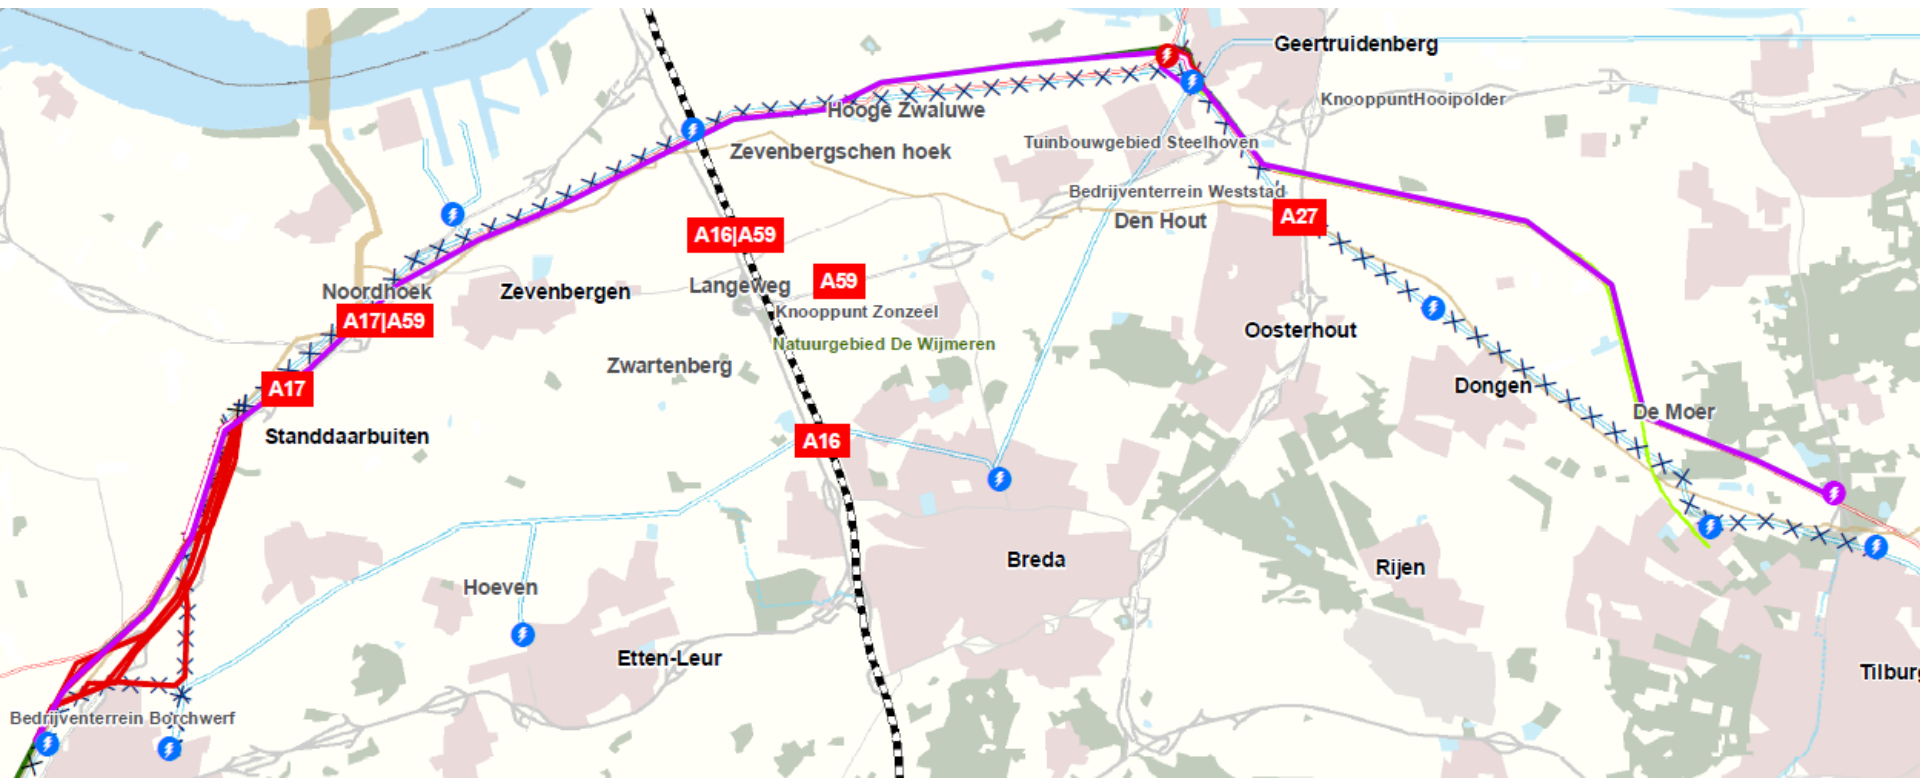 Geertruidenberg
KnooppuntHooipolder
Hooge Zwaluwe
Tuinbouwgebied Steelhoven
Zevenbergschen hoek
Bedrijventerrein Weststad
A27
Den Hout
A16|A59
A59
Noordhoek
Zevenbergen
Langeweg
Knooppunt Zonzeel
A17|A59
Oosterhout
Natuurgebied De Wijmeren
Zwartenberg
A17
Dongen
De Moer
Standdaarbuiten
A16
Breda
Rijen
Hoeven
Etten-Leur
Tilburg
Bedrijventerrein Borchwerf